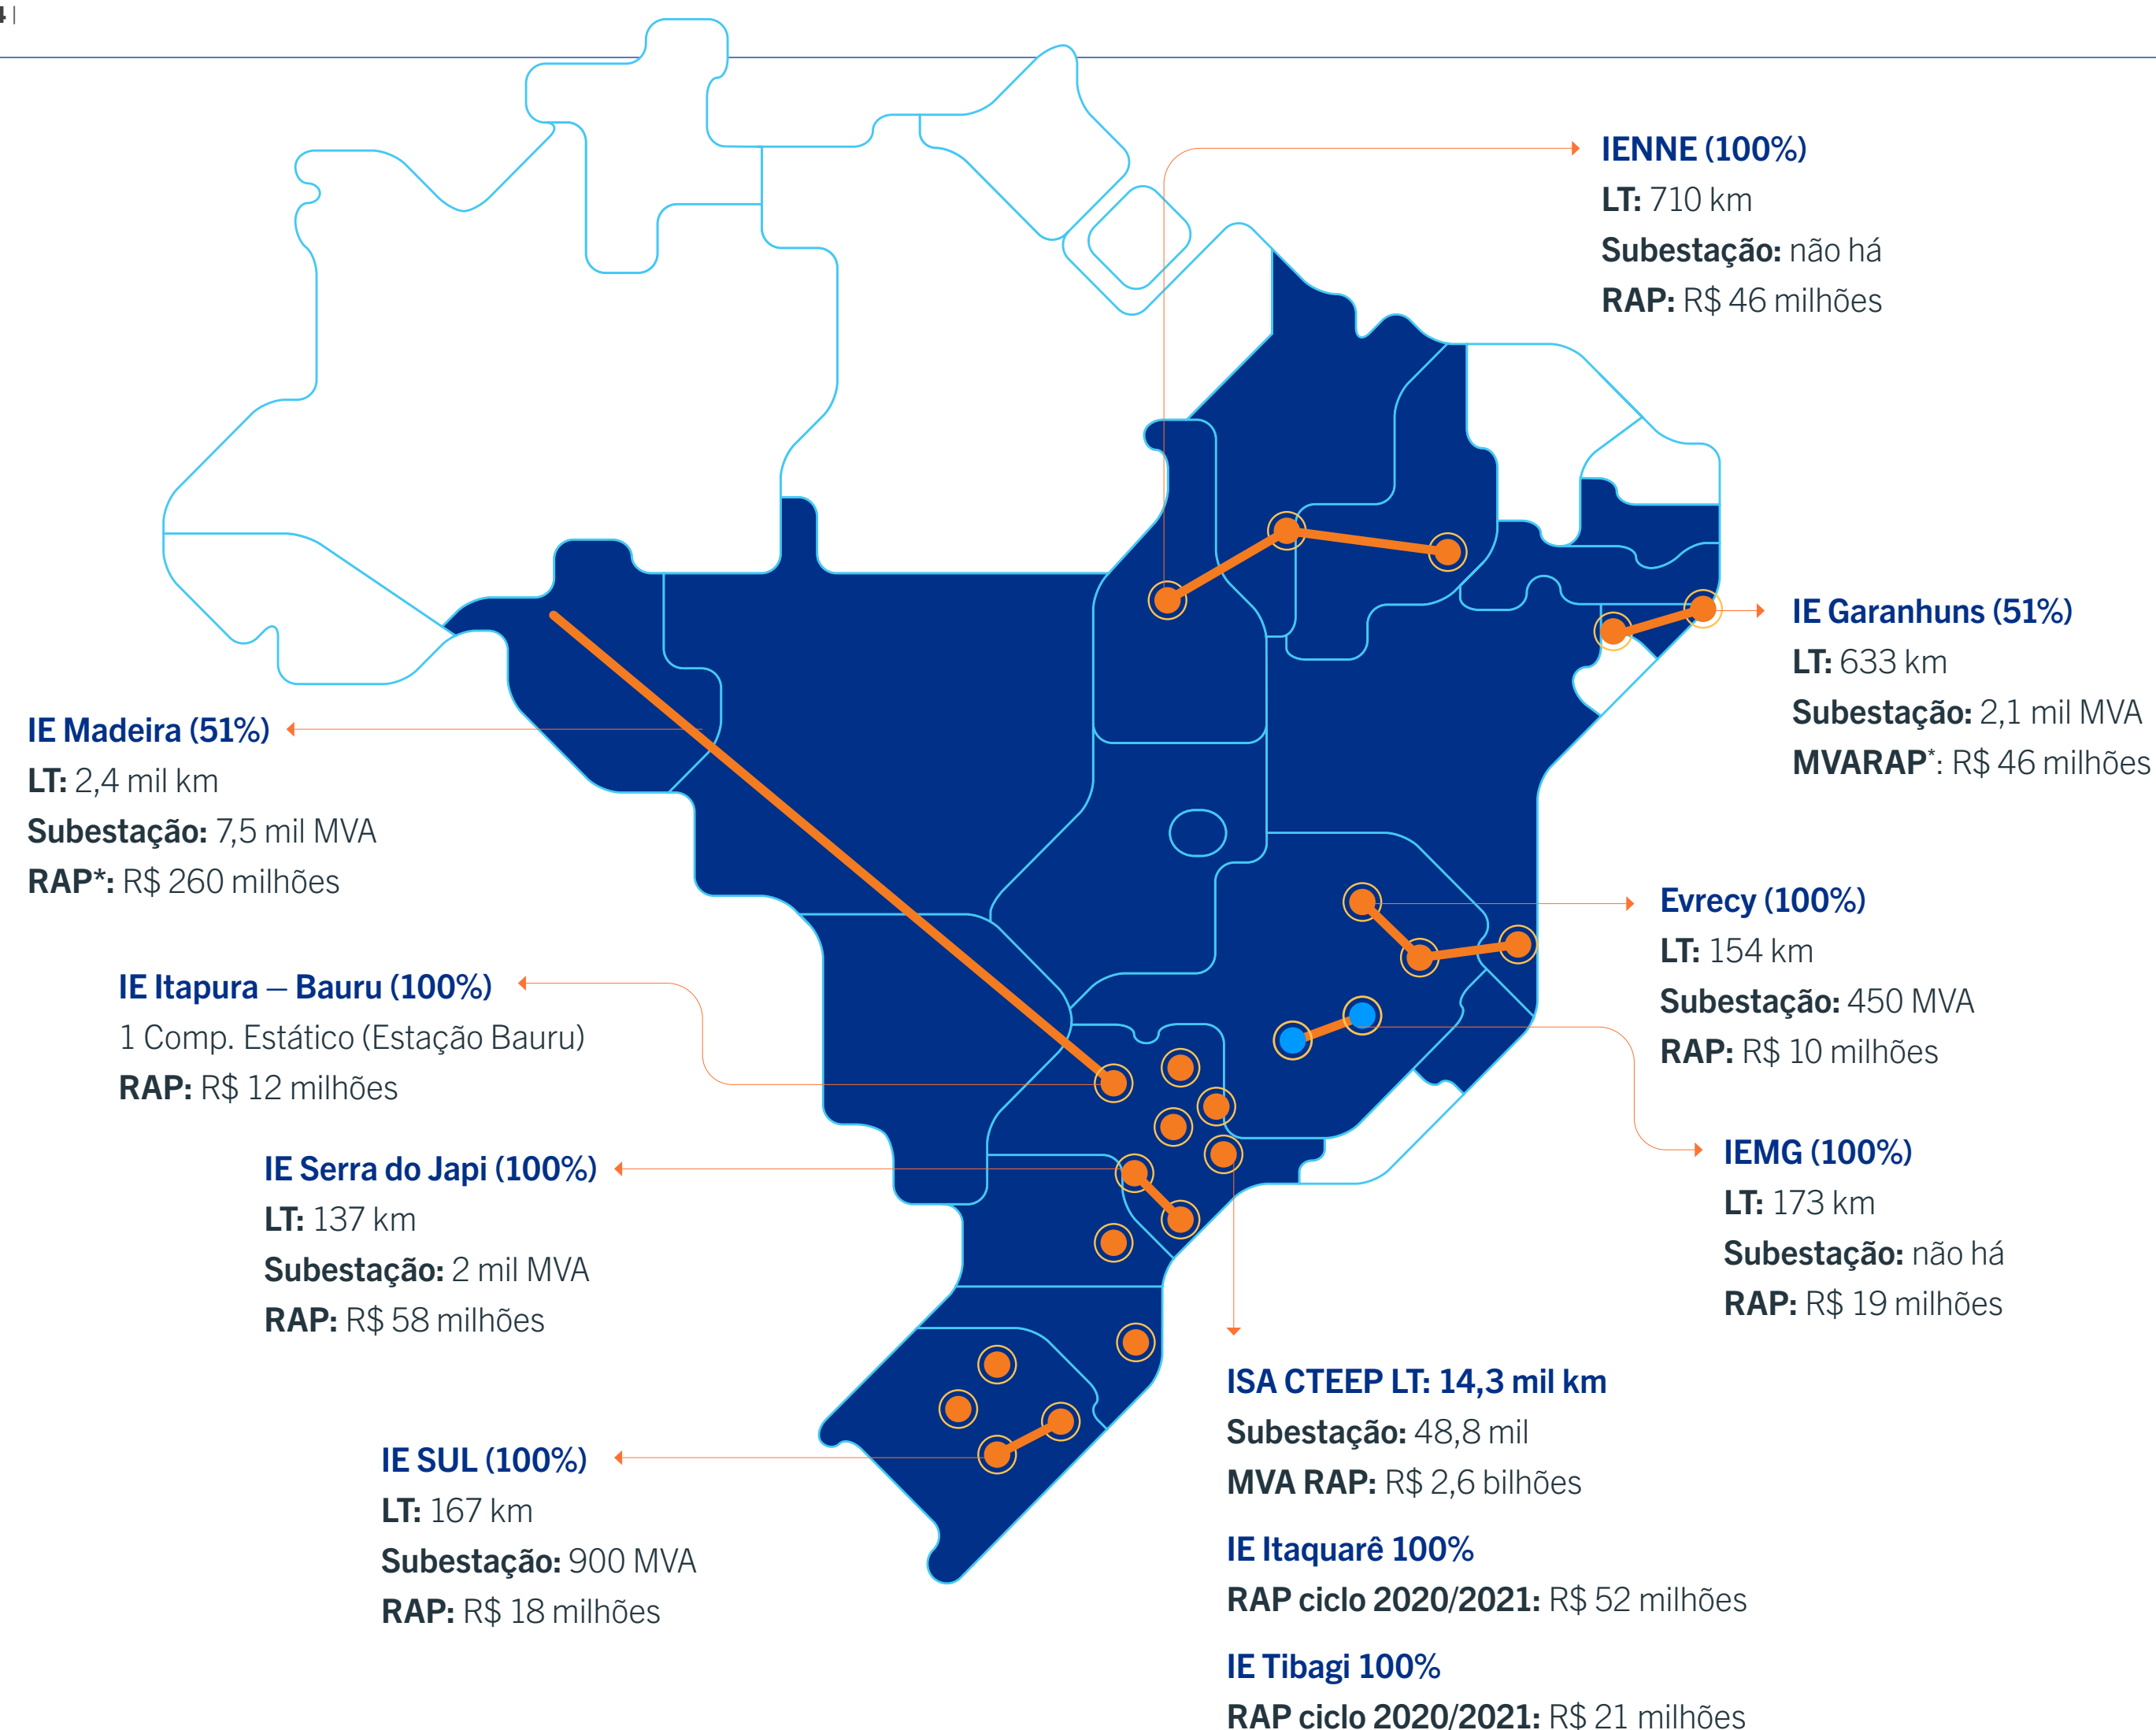 4 |
IENNE (100%)
LT: 710 km
Subestação: não há
RAP: R$ 46 milhões
IE Garanhuns (51%)
LT: 633 km
Subestação: 2,1 mil MVA
MVARAP*: R$ 46 milhões
IE Madeira (51%)
LT: 2,4 mil km
Subestação: 7,5 mil MVA
RAP*: R$ 260 milhões
Evrecy (100%)
LT: 154 km
Subestação: 450 MVA
RAP: R$ 10 milhões
IE Itapura – Bauru (100%)
1 Comp. Estático (Estação Bauru)
RAP: R$ 12 milhões
IEMG (100%)
LT: 173 km
Subestação: não há
RAP: R$ 19 milhões
IE Serra do Japi (100%)
LT: 137 km
Subestação: 2 mil MVA
RAP: R$ 58 milhões
ISA CTEEP LT: 14,3 mil km
Subestação: 48,8 mil
MVA RAP: R$ 2,6 bilhões
IE SUL (100%)
LT: 167 km
Subestação: 900 MVA
RAP: R$ 18 milhões
IE Itaquarê 100%
RAP ciclo 2020/2021: R$ 52 milhões
IE Tibagi 100%
RAP ciclo 2020/2021: R$ 21 milhões